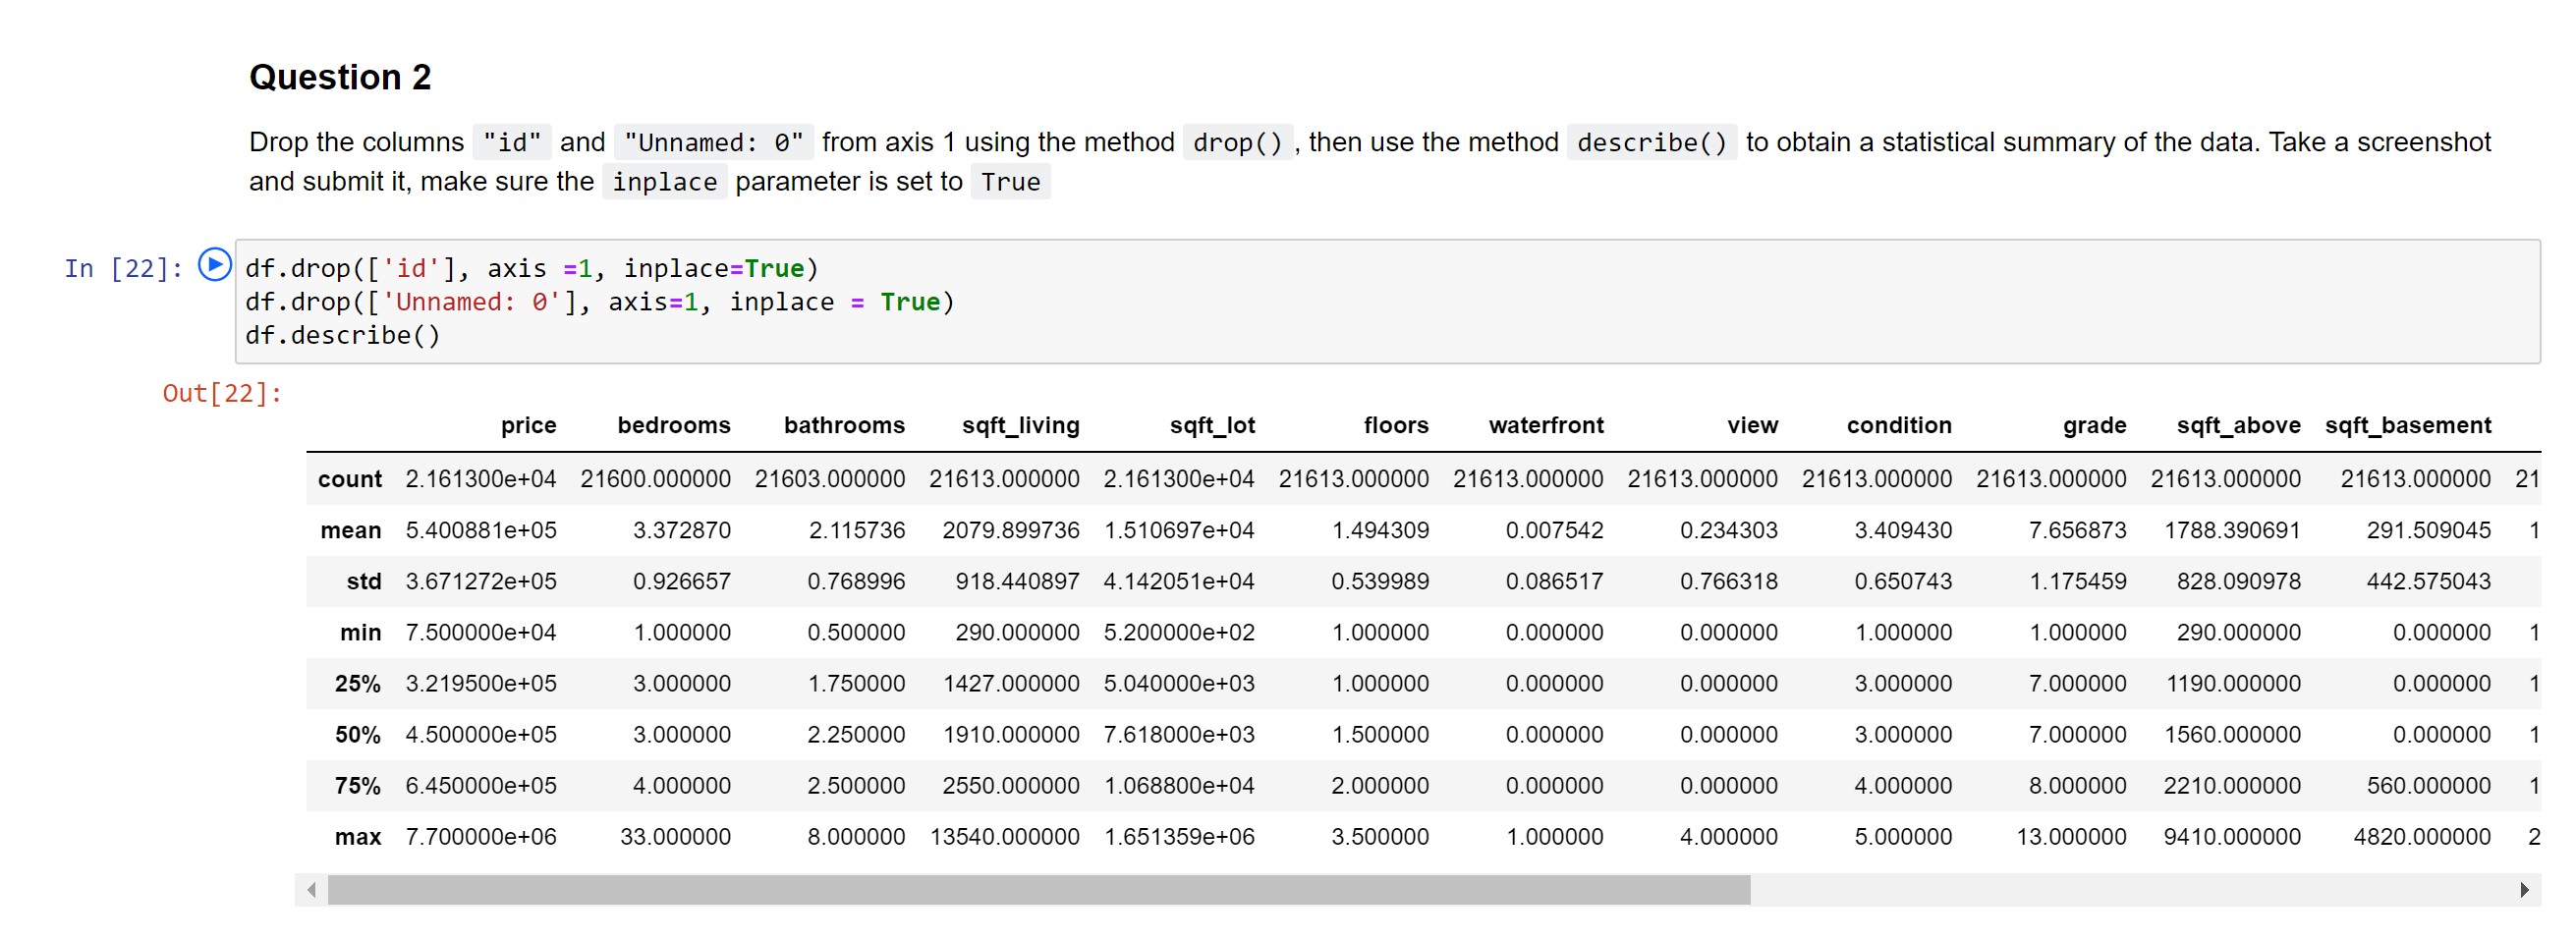 Question 2
Drop the columns "id" and "Unnamed: 0" from axis 1 using the method drop() , then use the method describe() to obtain a statistical summary of the data. Take a screenshot
and submit it, make sure the inplace parameter is set to True
In [22]:
df.drop(['id'], axis =1, inplace=True)
df.drop(['Unnamed: 0'], axis=1, inplace = True)
df.describe()
Out[22]:
price bedrooms bathrooms sqft_living sqft_lot floors waterfront view condition grade sqft_above sqft_basement
count 2.161300e+04 21600.000000 21603.000000 21613.000000 2.161300e+04 21613.000000 21613.000000 21613.000000 21613.000000 21613.000000 21613.000000 21613.000000 21
mean 5.400881e+05 3.372870 2.115736 2079.899736 1.510697e+04 1.494309 0.007542 0.234303 3.409430 7.656873 1788.390691 291.509045 1
std 3.671272e+05 0.926657 0.768996 918.440897 4.142051e+04 0.539989 0.086517 0.766318 0.650743 1.175459 828.090978 442.575043
min 7.500000e+04 1.000000 0.500000 290.000000 5.200000e+02 1.000000 0.000000 0.000000 1.000000 1.000000 290.000000 0.000000 1
25% 3.219500e+05 3.000000 1.750000 1427.000000 5.040000e+03 1.000000 0.000000 0.000000 3.000000 7.000000 1190.000000 0.000000 1
50% 4.500000e+05 3.000000 2.250000 1910.000000 7.618000e+03 1.500000 0.000000 0.000000 3.000000 7.000000 1560.000000 0.000000 1
75% 6.450000e+05 4.000000 2.500000 2550.000000 1.068800e+04 2.000000 0.000000 0.000000 4.000000 8.000000 2210.000000 560.000000 1
max 7.700000e+06 33.000000 8.000000 13540.000000 1.651359e+06 3.500000 1.000000 4.000000 5.000000 13.000000 9410.000000 4820.000000 2